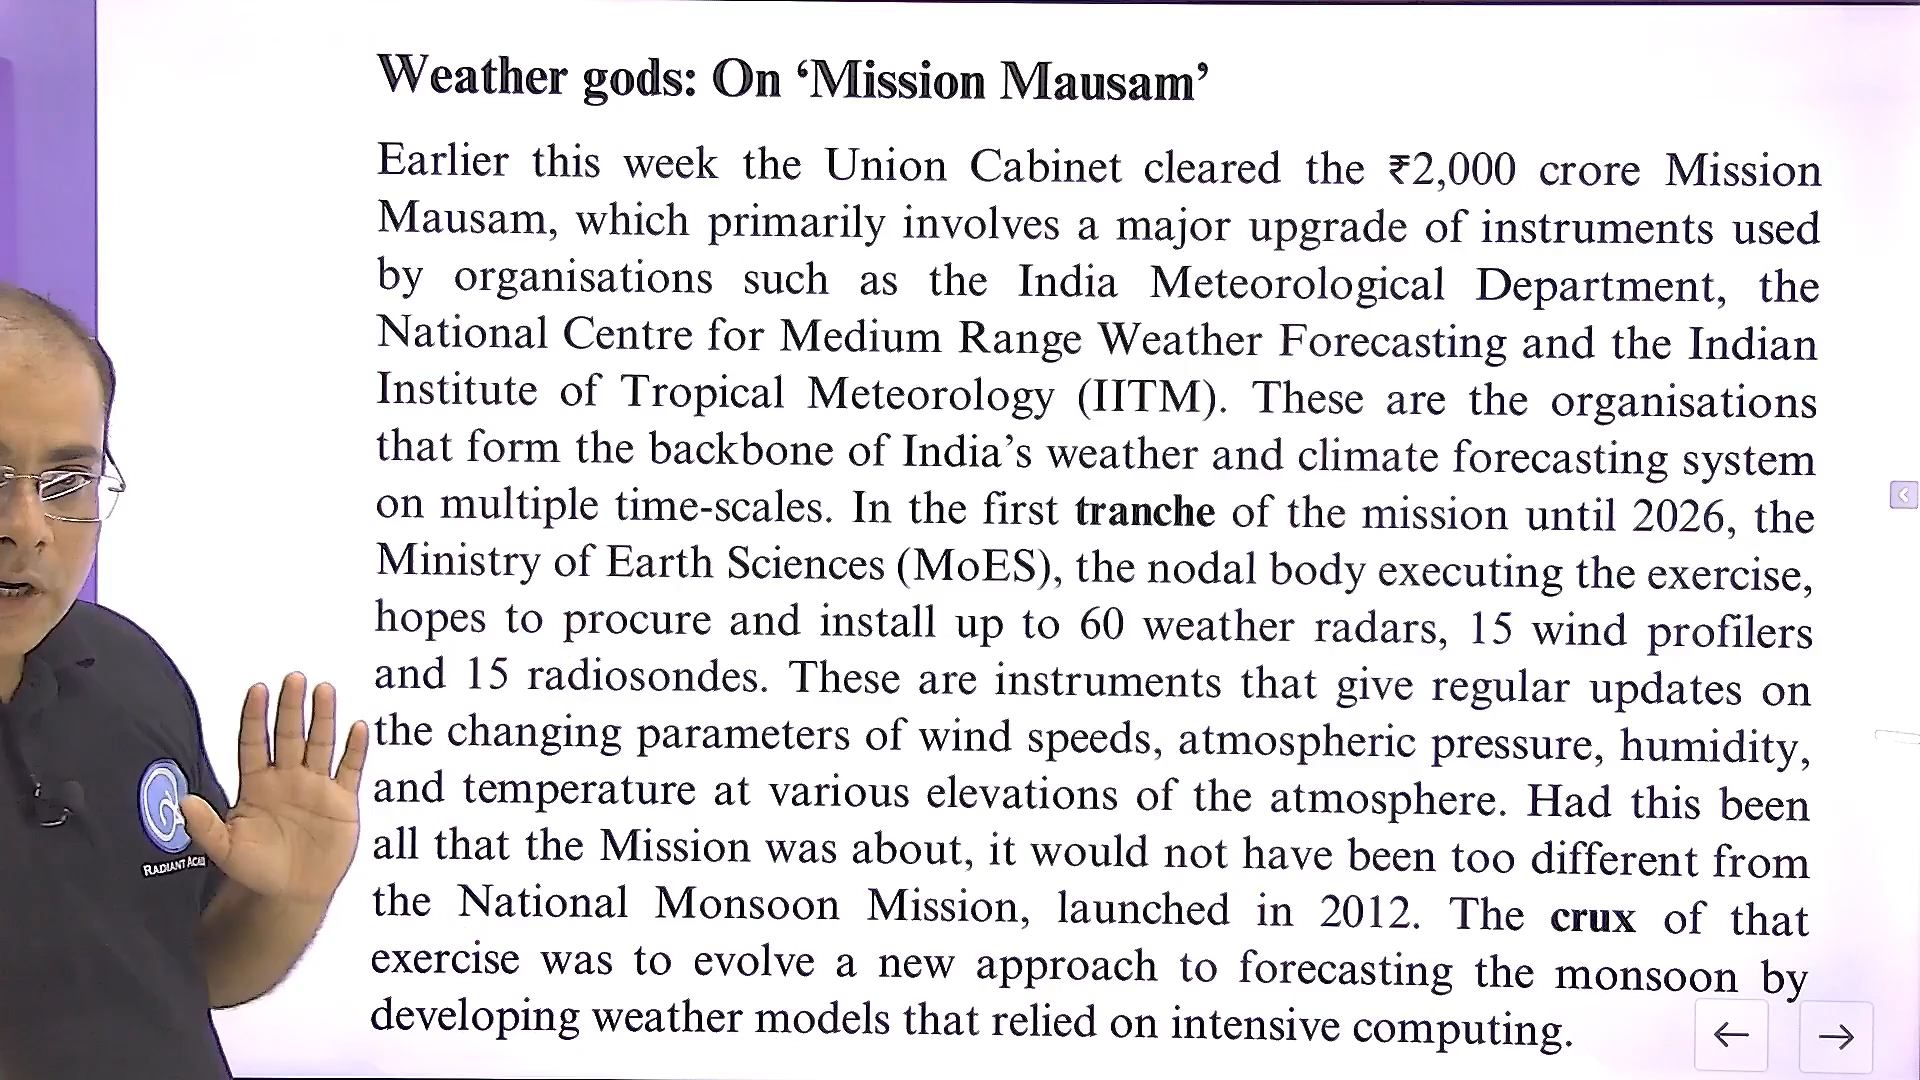 Weather gods: On ‘Mission Mausam’
Earlier this week the Union Cabinet cleared the ₹2,000 crore Mission
Mausam, which primarily involves a major upgrade of instruments used
by organisations such as the India Meteorological Department, the
National Centre for Medium Range Weather Forecasting and the Indian
Institute of Tropical Meteorology (IITM). These are the organisations
that form the backbone of India’s weather and climate forecasting system
on multiple time-scales. In the first tranche of the mission until 2026, the
Ministry of Earth Sciences (MoES), the nodal body executing the exercise,
hopes to procure and install up to 60 weather radars, 15 wind profilers
and 15 radiosondes. These are instruments that give regular updates on
the changing parameters of wind speeds, atmospheric pressure, humidity,
and temperature at various elevations of the atmosphere. Had this been
all that the Mission was about, it would not have been too different from
the National Monsoon Mission, launched in 2012. The crux of that
exercise was to evolve a new approach to forecasting the monsoon by
developing weather models that relied on intensive computing.
RADIANT